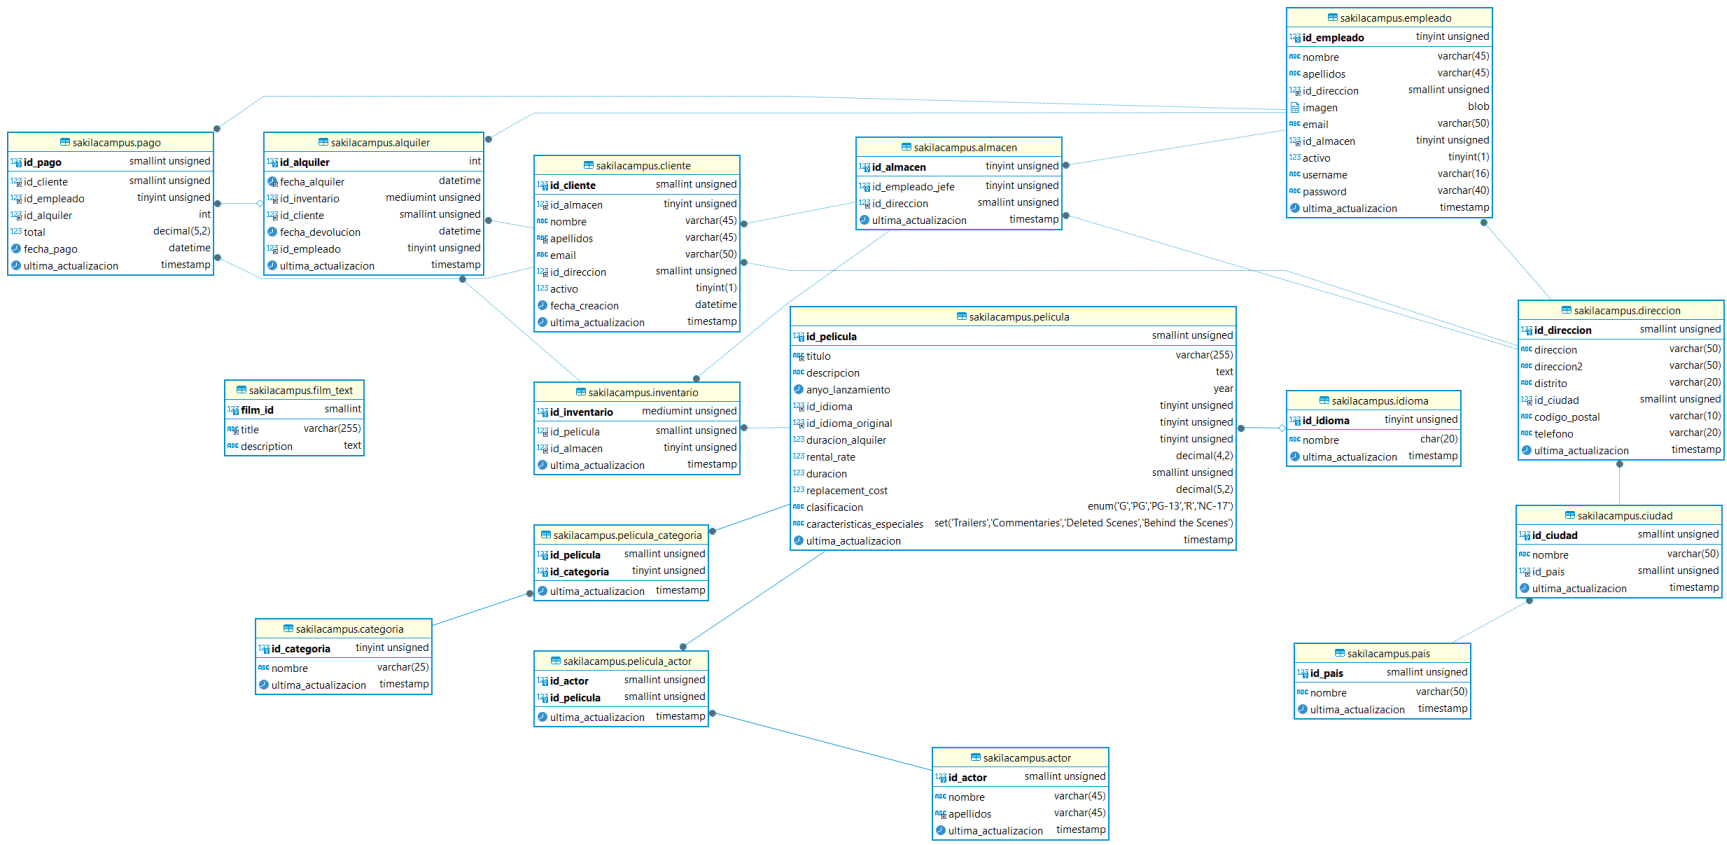 sakilacampus.empleado
id_empleado tinyint unsigned
nombre varchar(45)
apellidos varchar(45)
id_direccion smallint unsigned
imagen blob
email varchar(50)
id_almacen tinyint unsigned
activo tinyint(1)
username varchar(16)
password varchar(40)
ultima_actualizacion timestamp
sakilacampus.pago
id_pago smallint unsigned
id_cliente smallint unsigned
id_empleado tinyint unsigned
id_alquiler int
total decimal(5,2)
fecha_pago datetime
ultima_actualizacion timestamp
sakilacampus.alquiler
id_alquiler int
fecha_alquiler datetime
id_inventario mediumint unsigned
id_cliente smallint unsigned
fecha_devolucion datetime
id_empleado tinyint unsigned
ultima_actualizacion timestamp
sakilacampus.cliente
id_cliente smallint unsigned
id_almacen tinyint unsigned
nombre varchar(45)
apellidos varchar(45)
email varchar(50)
id_direccion smallint unsigned
activo tinyint(1)
fecha_creacion datetime
ultima_actualizacion timestamp
sakilacampus.almacen
id_almacen tinyint unsigned
id_empleado_jefe tinyint unsigned
id_direccion smallint unsigned
ultima_actualizacion timestamp
sakilacampus.pelicula
id_pelicula smallint unsigned
titulo varchar(255)
descripcion text
anyo_lanzamiento year
id_idioma tinyint unsigned
id_idioma_original tinyint unsigned
duracion_alquiler tinyint unsigned
rental_rate decimal(4,2)
duracion smallint unsigned
replacement_cost decimal(5,2)
clasificacion enum('G','PG','PG-13','R','NC-17')
caracteristicas_especiales set('Trailers','Commentaries','Deleted Scenes','Behind the Scenes')
ultima_actualizacion timestamp
sakilacampus.direccion
id_direccion smallint unsigned
direccion varchar(50)
direccion2 varchar(50)
distrito varchar(20)
id_ciudad smallint unsigned
codigo_postal varchar(10)
telefono varchar(20)
ultima_actualizacion timestamp
sakilacampus.film_text
film_id smallint
title varchar(255)
description text
sakilacampus.inventario
id_inventario mediumint unsigned
id_pelicula smallint unsigned
id_almacen tinyint unsigned
ultima_actualizacion timestamp
sakilacampus.idioma
id_idioma tinyint unsigned
nombre char(20)
ultima_actualizacion timestamp
sakilacampus.ciudad
id_ciudad smallint unsigned
nombre varchar(50)
id_pais smallint unsigned
ultima_actualizacion timestamp
sakilacampus.pelicula_categoria
id_pelicula smallint unsigned
id_categoria tinyint unsigned
ultima_actualizacion timestamp
sakilacampus.categoria
id_categoria tinyint unsigned
nombre varchar(25)
ultima_actualizacion timestamp
sakilacampus.pelicula_actor
id_actor smallint unsigned
id_pelicula smallint unsigned
ultima_actualizacion timestamp
sakilacampus.pais
id_pais smallint unsigned
nombre varchar(50)
ultima_actualizacion timestamp
sakilacampus.actor
id_actor smallint unsigned
nombre varchar(45)
apellidos varchar(45)
ultima_actualizacion timestamp